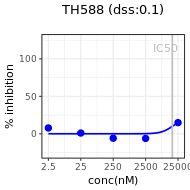 TH588 (dss:0.1)
IC50
% inhibition
100
50
0
2.5 25 250 2500 25000
conc(nM)